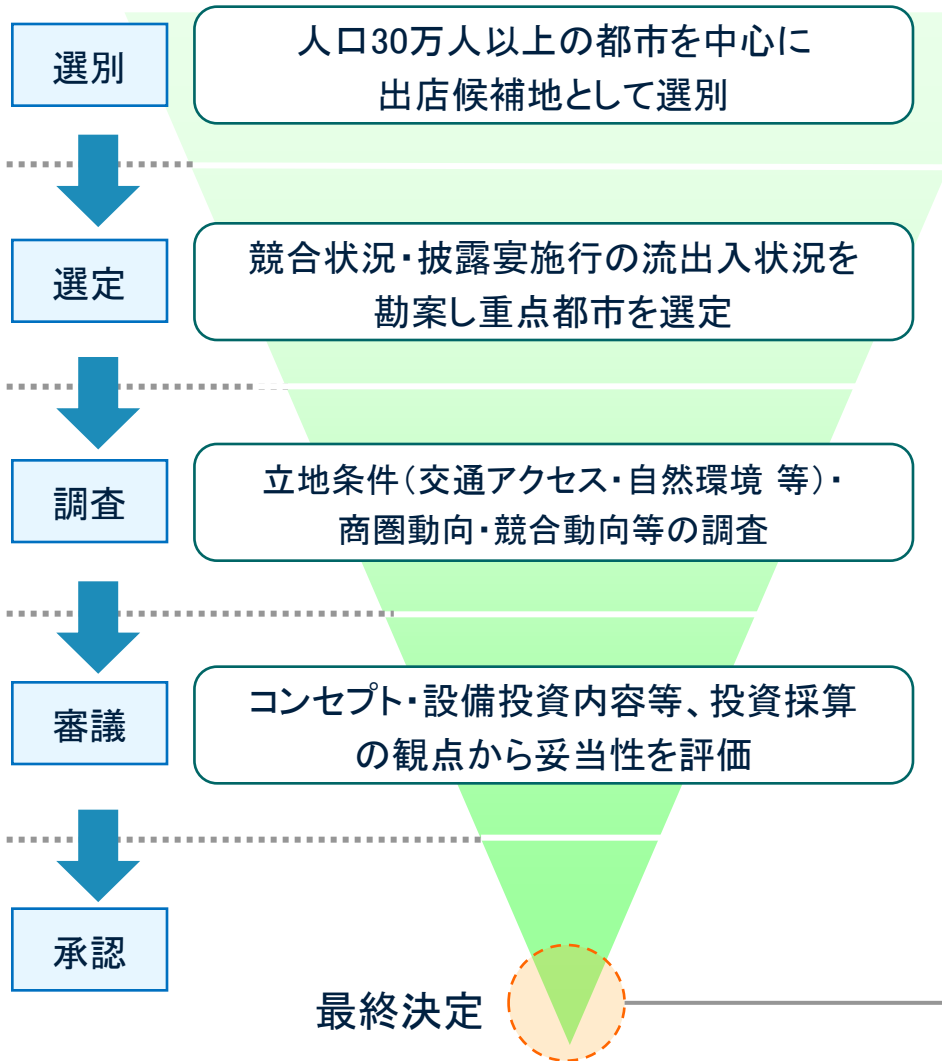 選別
人口30万人以上の都市を中心に
出店候補地として選別
選定
競合状況・披露宴施行の流出入状況を
勘案し重点都市を選定
調査
立地条件（交通アクセス・自然環境 等）・
商圏動向・競合動向等の調査
審議
コンセプト・設備投資内容等、投資採算
の観点から妥当性を評価
承認
最終決定